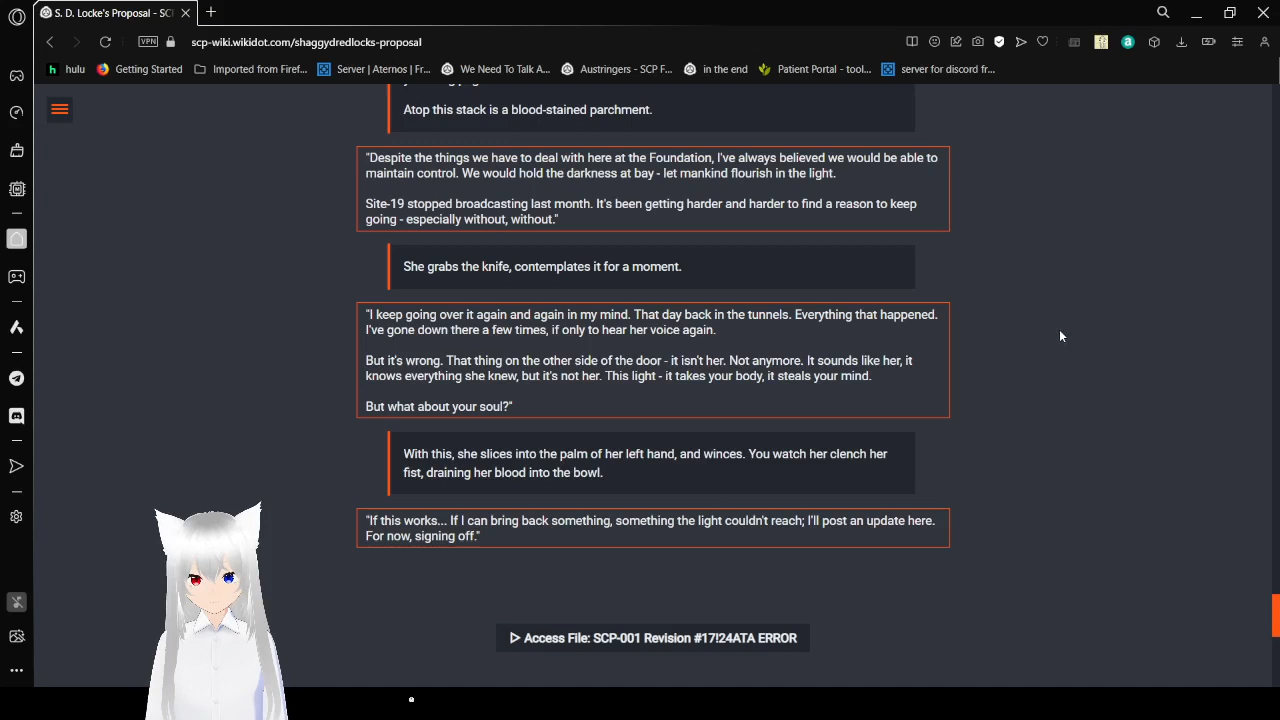 S. D. Locke's Proposal - SC
scp-wiki.wikidot.com/shaggydredlocks-proposal
VPN
hulu
Getting Started
Imported from Firef...
Server | Aternos | Fr...
We Need To Talk A...
Austringers - SCP F...
in the end
Patient Portal - tool...
server for discord fr...
Atop this stack is a blood-stained parchment.
"Despite the things we have to deal with here at the Foundation, I've always believed we would be able to
maintain control. We would hold the darkness at bay - let mankind flourish in the light.
Site-19 stopped broadcasting last month. It's been getting harder and harder to find a reason to keep
going - especially without, without."
She grabs the knife, contemplates it for a moment.
"I keep going over it again and again in my mind. That day back in the tunnels. Everything that happened.
I've gone down there a few times, if only to hear her voice again.
But it's wrong. That thing on the other side of the door - it isn't her. Not anymore. It sounds like her, it
knows everything she knew, but it's not her. This light - it takes your body, it steals your mind.
But what about your soul?"
With this, she slices into the palm of her left hand, and winces. You watch her clench her
fist, draining her blood into the bowl.
"If this works... If I can bring back something, something the light couldn't reach; I'll post an update here.
For now, signing off."
▷ Access File: SCP-001 Revision #17!24ATA ERROR